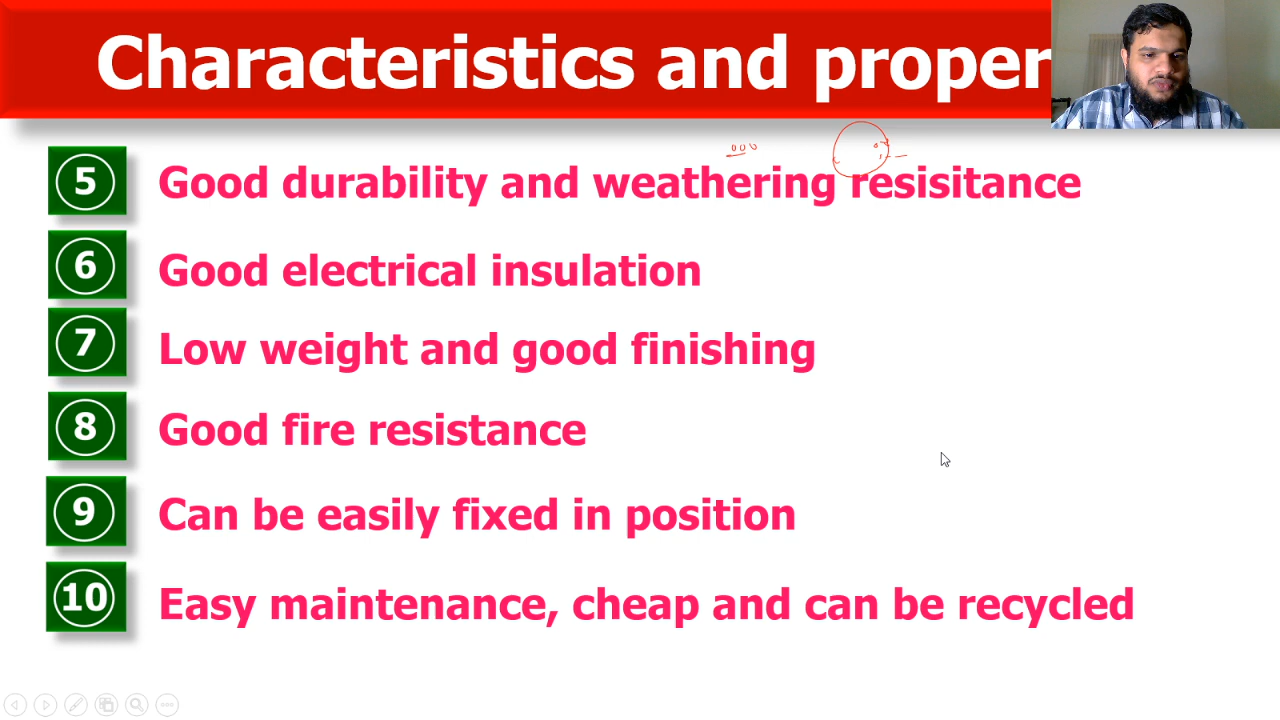 Characteristics and proper
5 Good durability and weathering resisitance
6 Good electrical insulation
7 Low weight and good finishing
8 Good fire resistance
9 Can be easily fixed in position
10 Easy maintenance, cheap and can be recycled